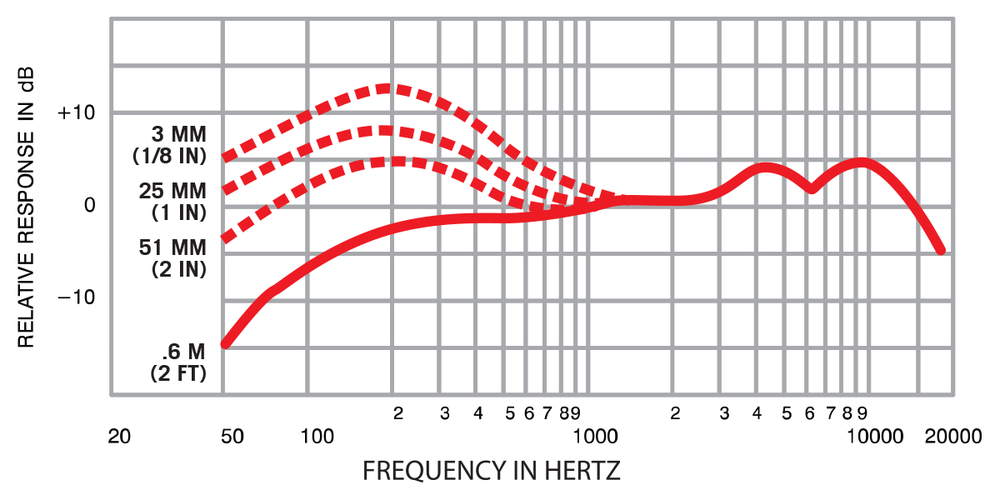 RELATIVE RESPONSE IN dB
+10
0
−10
3 MM
(1/8 IN)
25 MM
(1 IN)
51 MM
(2 IN)
.6 M
(2 FT)
2 3 4 5 6 7 8 9 2 3 4 5 6 7 8 9
20 50 100 1000 10000 20000
FREQUENCY IN HERTZ